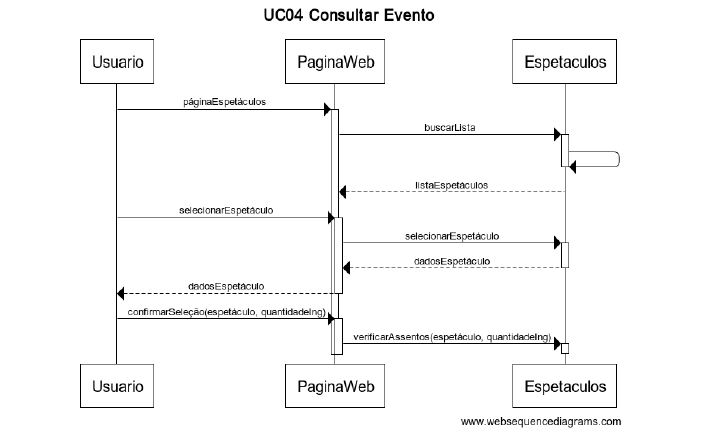 UC04 Consultar Evento
Usuario
PaginaWeb
Espetaculos
páginaEspetáculos
buscarLista
listaEspetáculos
selecionarEspetáculo
selecionarEspetáculo
dadosEspetáculo
dadosEspetáculo
confirmarSeleção(espetáculo, quantidadeIng)
verificarAssentos(espetáculo, quantidadeIng)
Usuario
PaginaWeb
Espetaculos
www.websequencediagrams.com